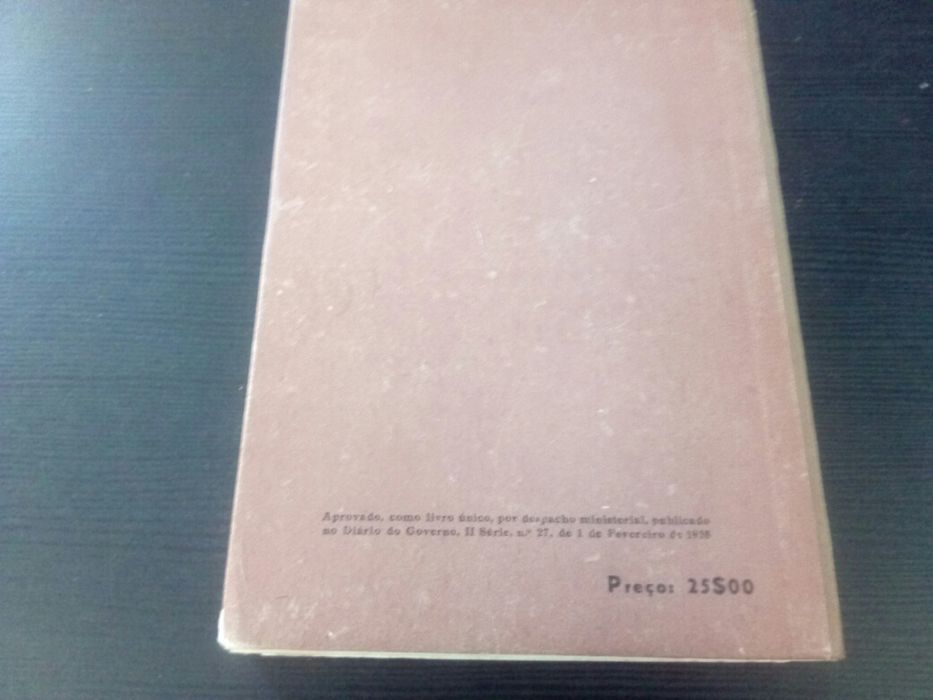 Aprovado, como livro único, por despacho ministerial, publicado
no Diário do Governo, II Série, n.º 27, de 1 de Fevereiro de
Preço: 25$00